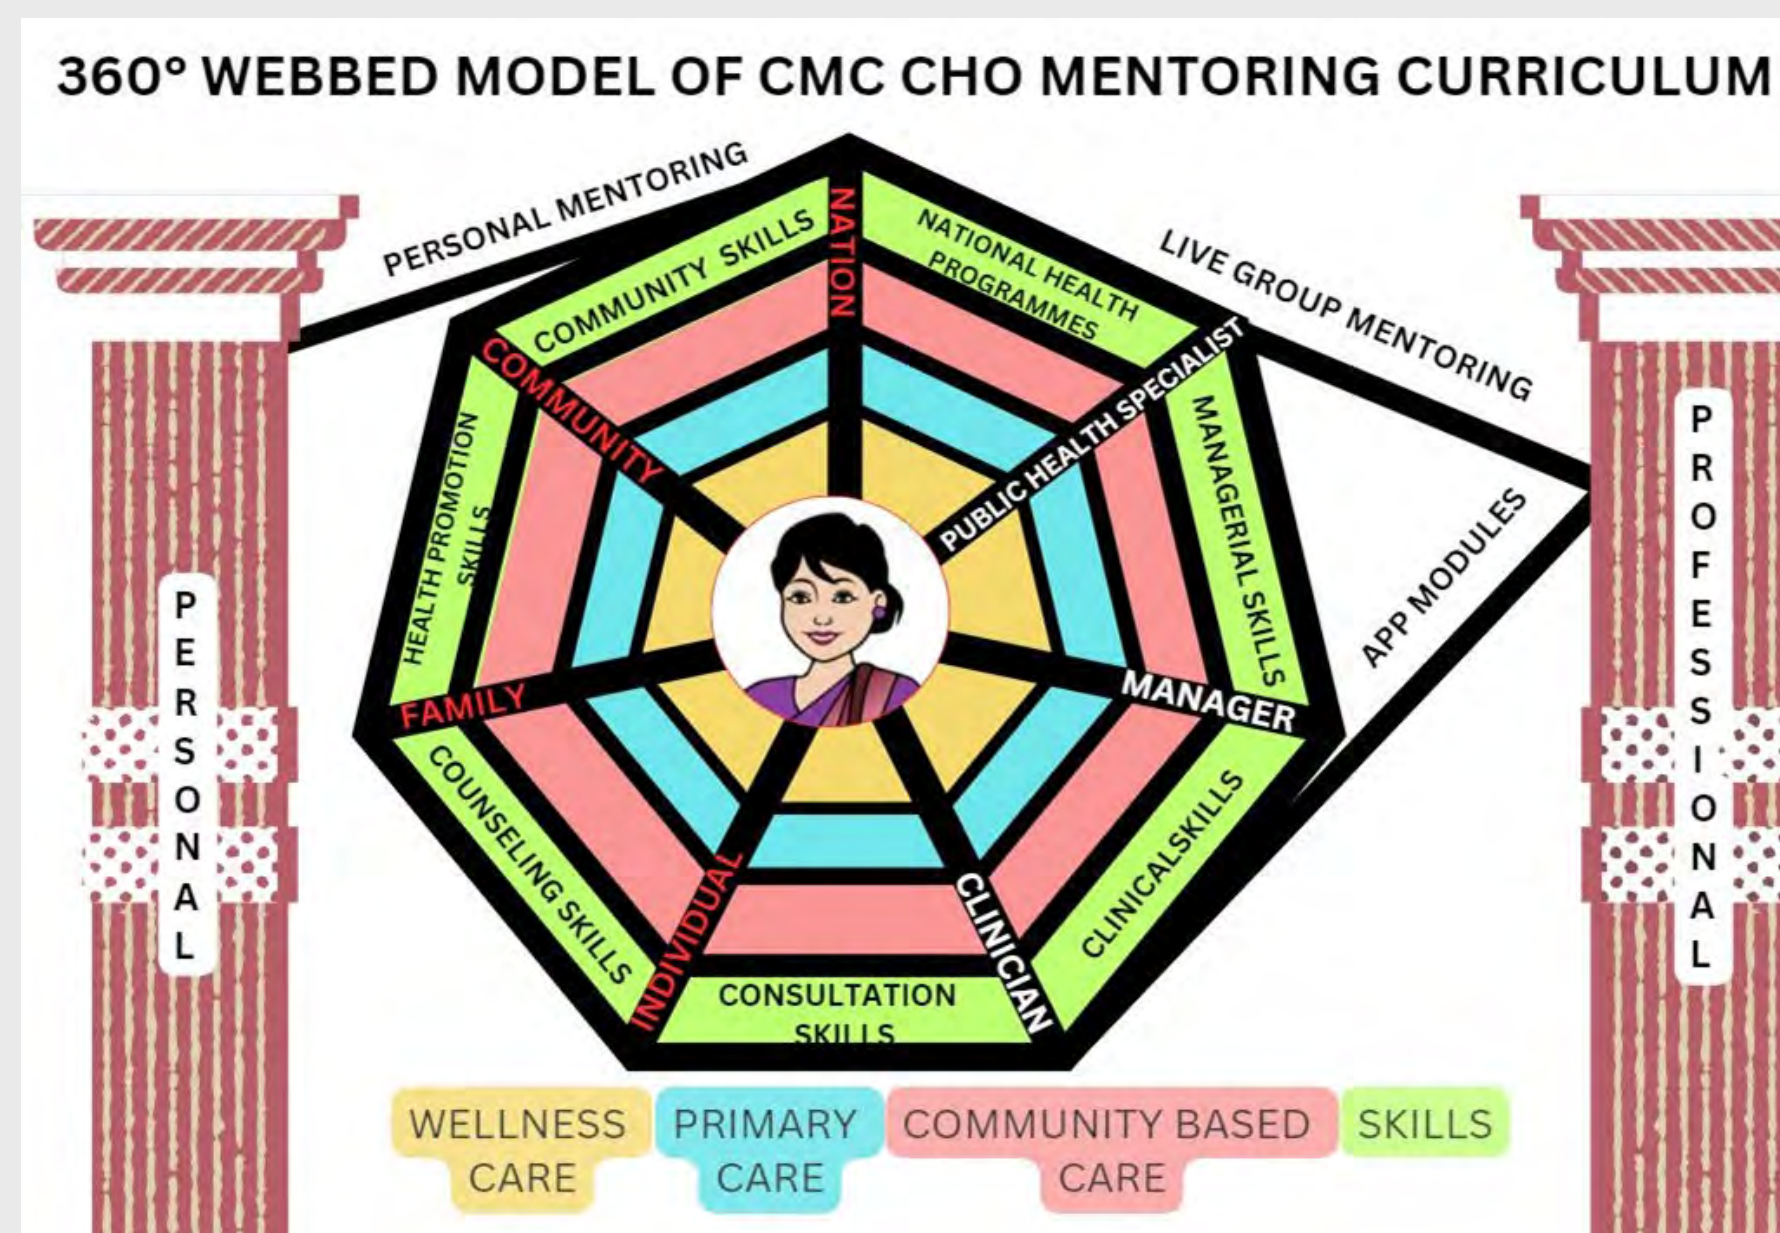 360° WEBBED MODEL OF CMC CHO MENTORING CURRICULUM
PERSONAL MENTORING
LIVE GROUP MENTORING
APP MODULES
PERSONAL
PROFESSIONAL
COMMUNITY SKILLS
NATION
NATIONAL HEALTH
PROGRAMMES
PUBLIC HEALTH SPECIALIST
MANAGERIAL SKILLS
MANAGER
CLINICALSKILLS
CLINICIAN
CONSULTATION
SKILLS
INDIVIDUAL
COUNSELING SKILLS
FAMILY
HEALTH PROMOTION
SKILLS
COMMUNITY
WELLNESS
CARE
PRIMARY
CARE
COMMUNITY BASED
CARE
SKILLS